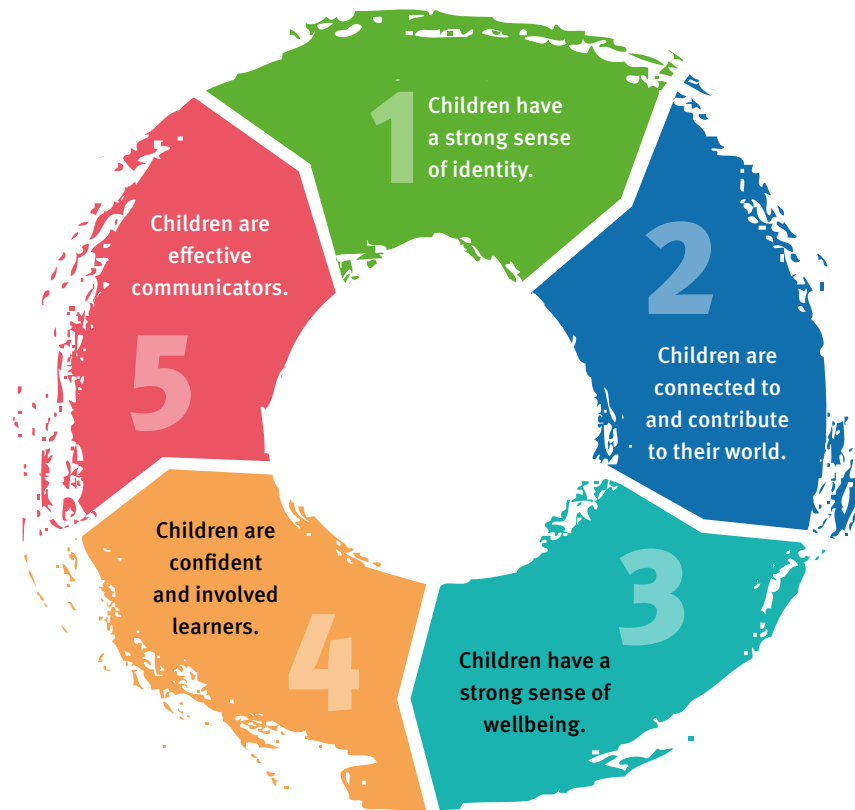 1
Children have
a strong sense
of identity.
2
Children are
connected to
and contribute
to their world.
3
Children have a
strong sense of
wellbeing.
4
Children are
confident
and involved
learners.
5
Children are
effective
communicators.